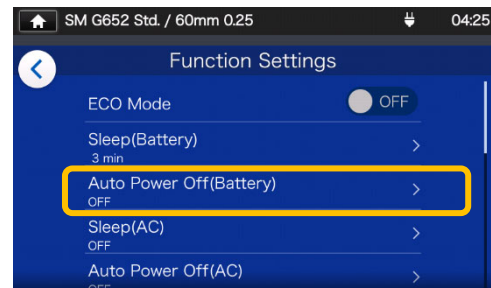 SM G652 Std. / 60mm 0.25 04:25
Function Settings
ECO Mode OFF
Sleep(Battery)
3 min
Auto Power Off(Battery)
OFF
Sleep(AC)
OFF
Auto Power Off(AC)